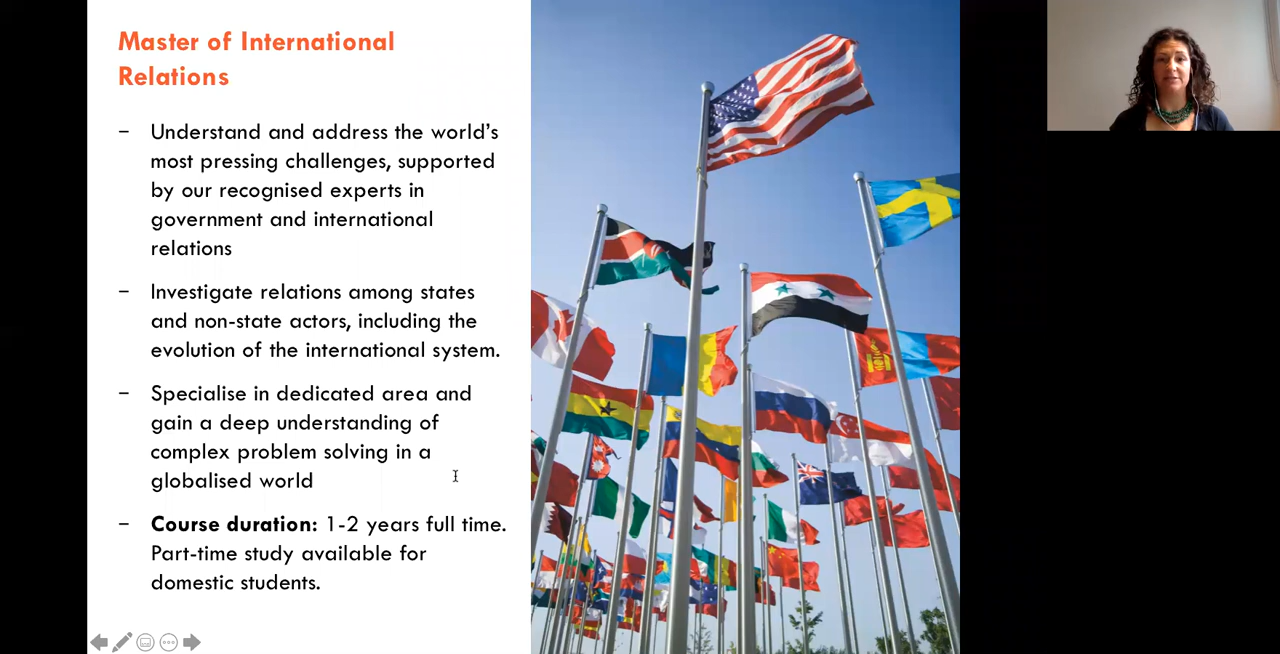 Master of International
Relations
− Understand and address the world’s
most pressing challenges, supported
by our recognised experts in
government and international
relations
− Investigate relations among states
and non-state actors, including the
evolution of the international system.
− Specialise in dedicated area and
gain a deep understanding of
complex problem solving in a
globalised world
− Course duration: 1-2 years full time.
Part-time study available for
domestic students.